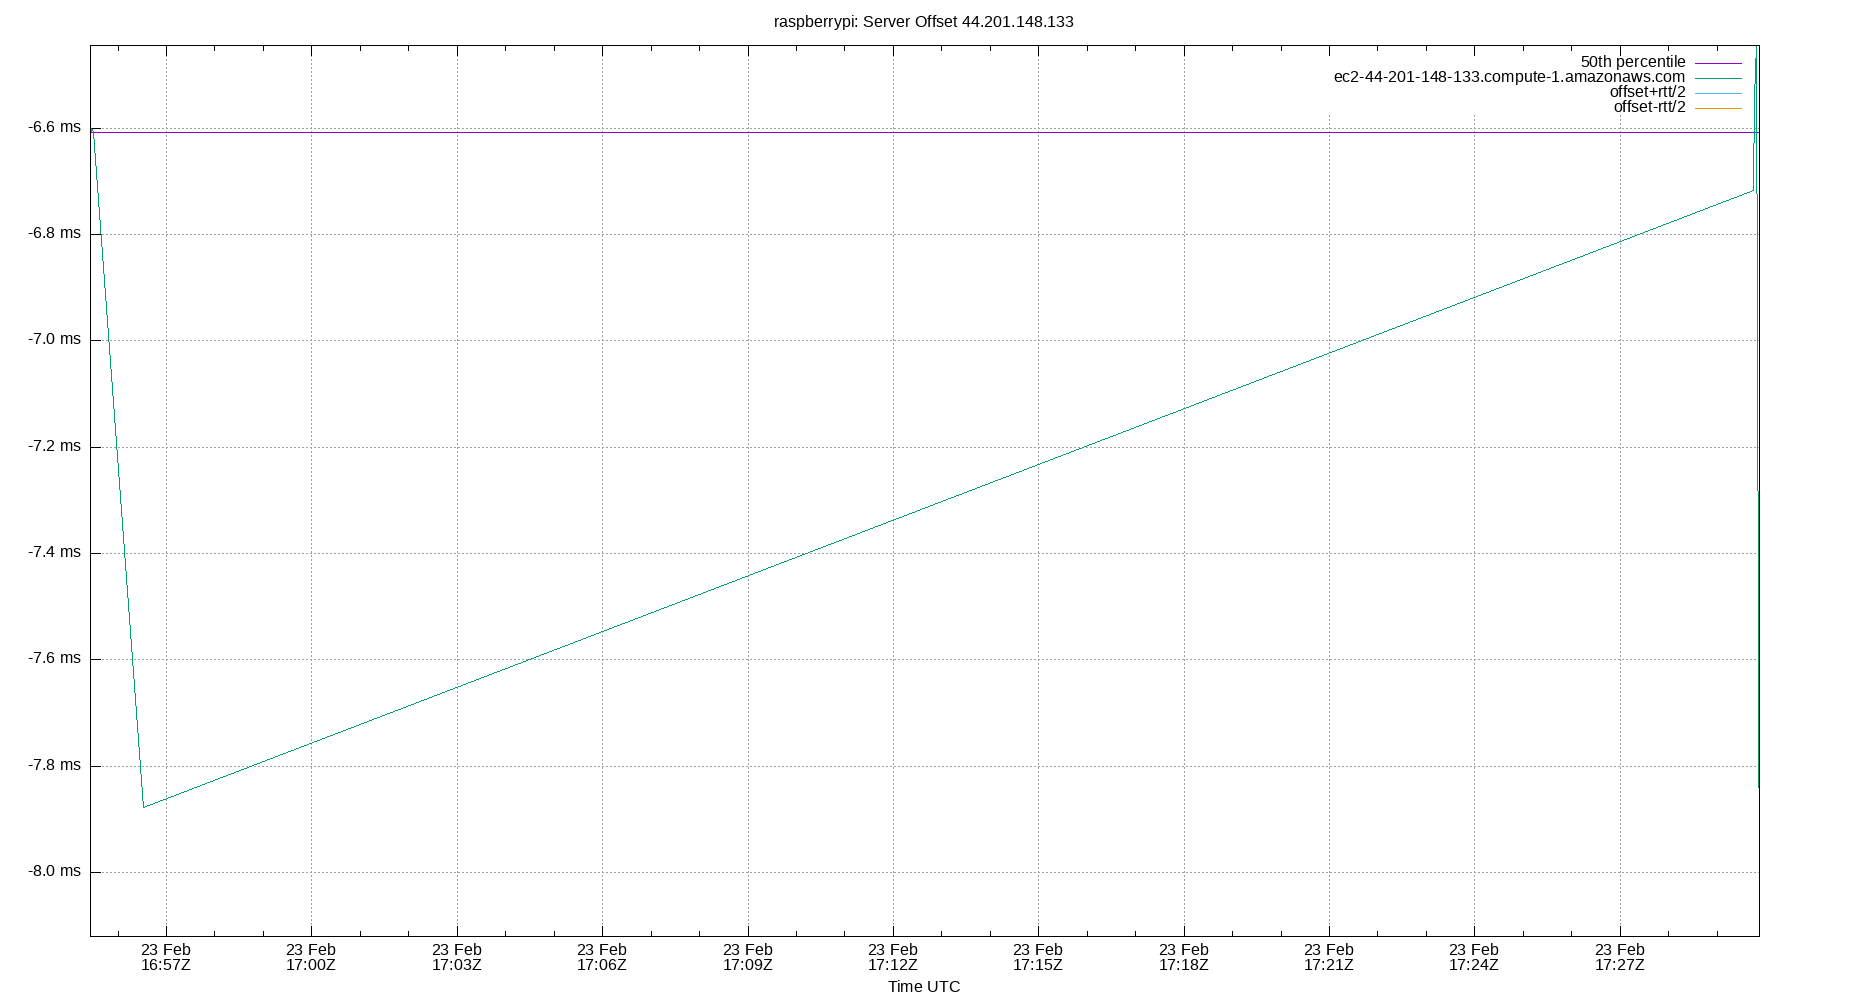 raspberrypi: Server Offset 44.201.148.133
50th percentile
ec2-44-201-148-133.compute-1.amazonaws.com
offset+rtt/2
offset-rtt/2
-6.6 ms
-6.8 ms
-7.0 ms
-7.2 ms
-7.4 ms
-7.6 ms
-7.8 ms
-8.0 ms
23 Feb 23 Feb 23 Feb 23 Feb 23 Feb 23 Feb 23 Feb 23 Feb 23 Feb 23 Feb 23 Feb
16:57Z 17:00Z 17:03Z 17:06Z 17:09Z 17:12Z 17:15Z 17:18Z 17:21Z 17:24Z 17:27Z
Time UTC